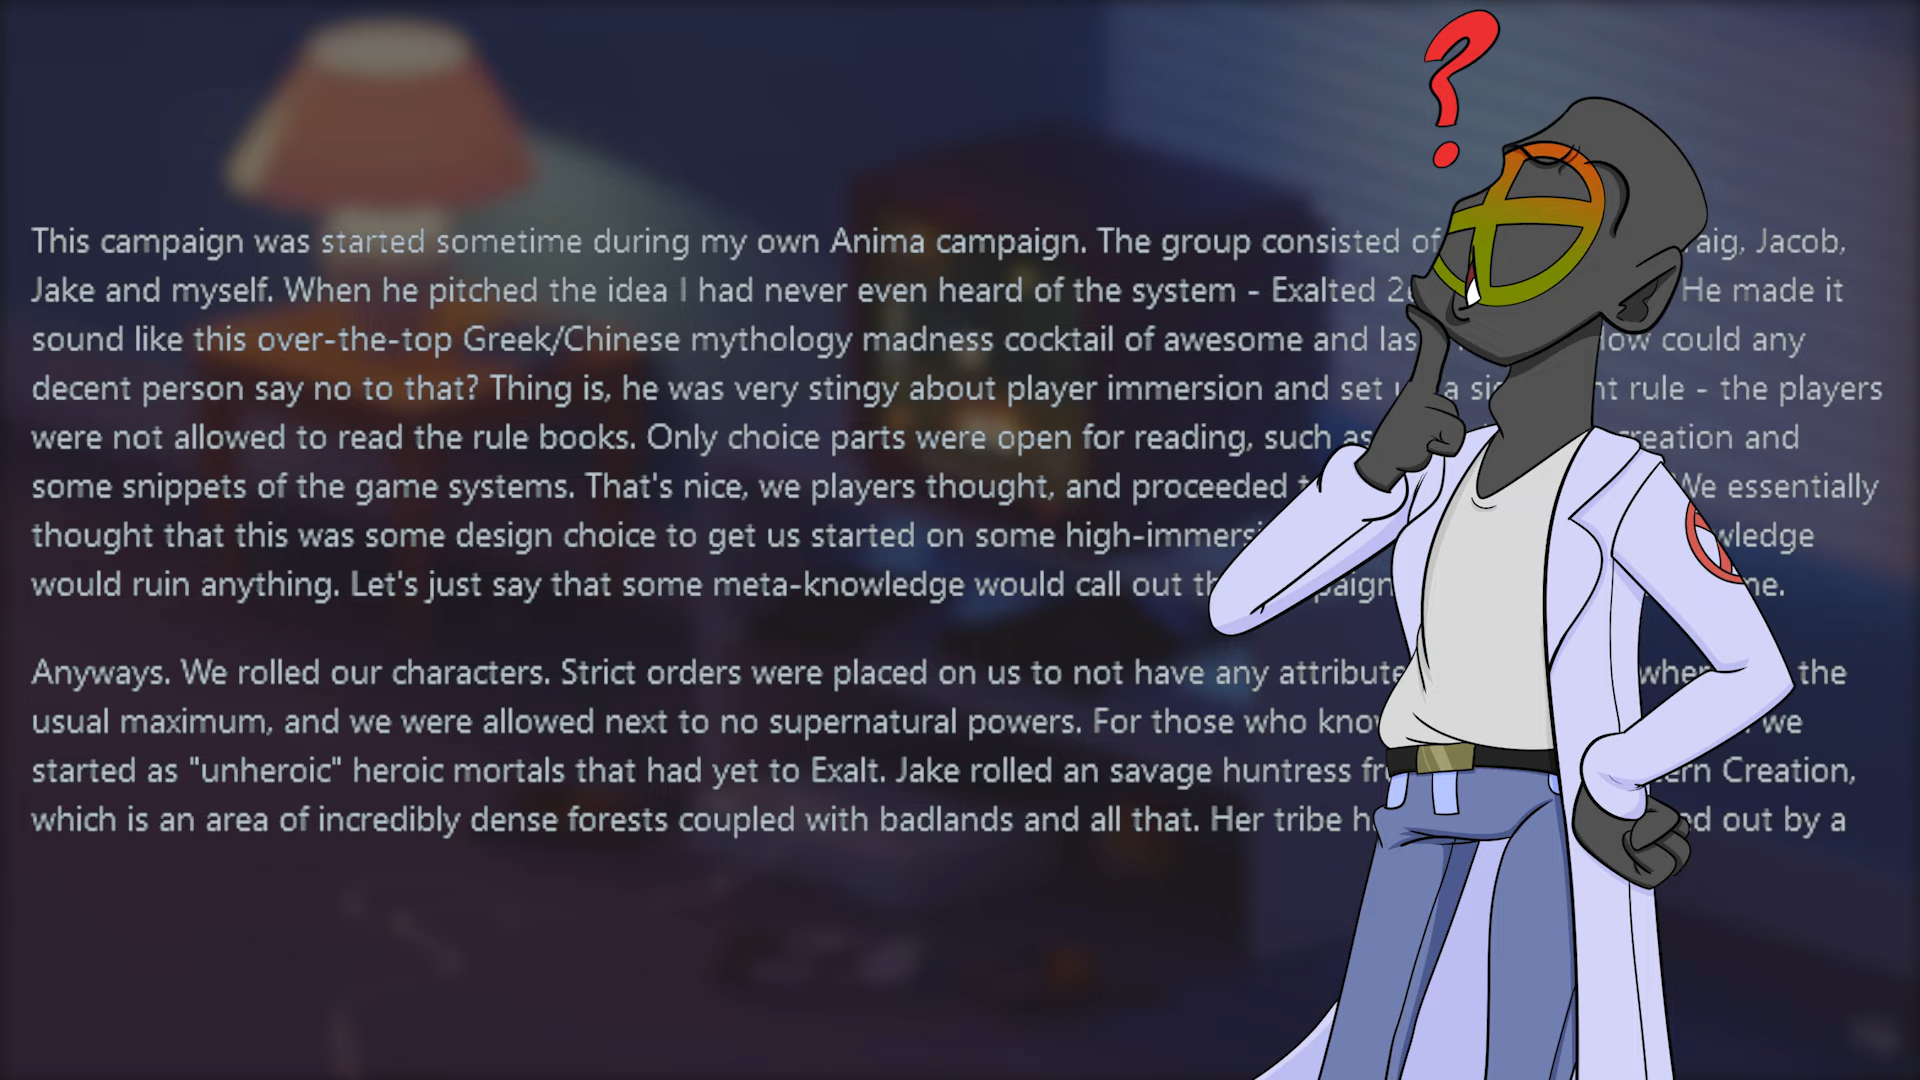 This campaign was started sometime during my own Anima campaign. The group consisted of Jacob,
Jake and myself. When he pitched the idea I had never even heard of the system - Exalted He made it
sound like this over-the-top Greek/Chinese mythology madness cocktail of awesome and could any
decent person say no to that? Thing is, he was very stingy about player immersion and set a rule - the players
were not allowed to read the rule books. Only choice parts were open for reading, such as creation and
some snippets of the game systems. That's nice, we players thought, and proceeded We essentially
thought that this was some design choice to get us started on some
would ruin anything. Let's just say that some meta-knowledge would call out
Anyways. We rolled our characters. Strict orders were placed on us to not have any the
usual maximum, and we were allowed next to no supernatural powers. For those who we
started as "unheroic" heroic mortals that had yet to Exalt. Jake rolled an savage huntress Creation,
which is an area of incredibly dense forests coupled with badlands and all that. Her tribe out by a
?